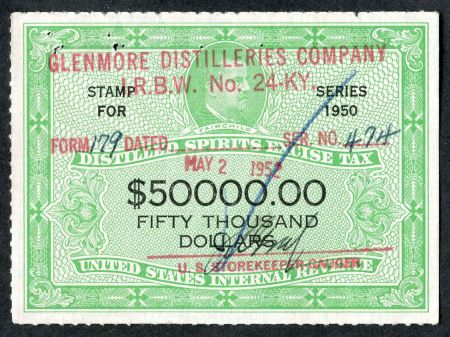 GLENMORE DISTILLERIES COMPANY
I.R.B.W. No. 24-KY.
STAMP FOR
SERIES 1950
FAIRCHILD
FORM 179 DATED
SER. NO. 474
DISTILLED SPIRITS EXCISE TAX
MAY 2 1952
$50000.00
FIFTY THOUSAND
DOLLARS
U. S. STOREKEEPER-GAUGER
UNITED STATES INTERNAL REVENUE